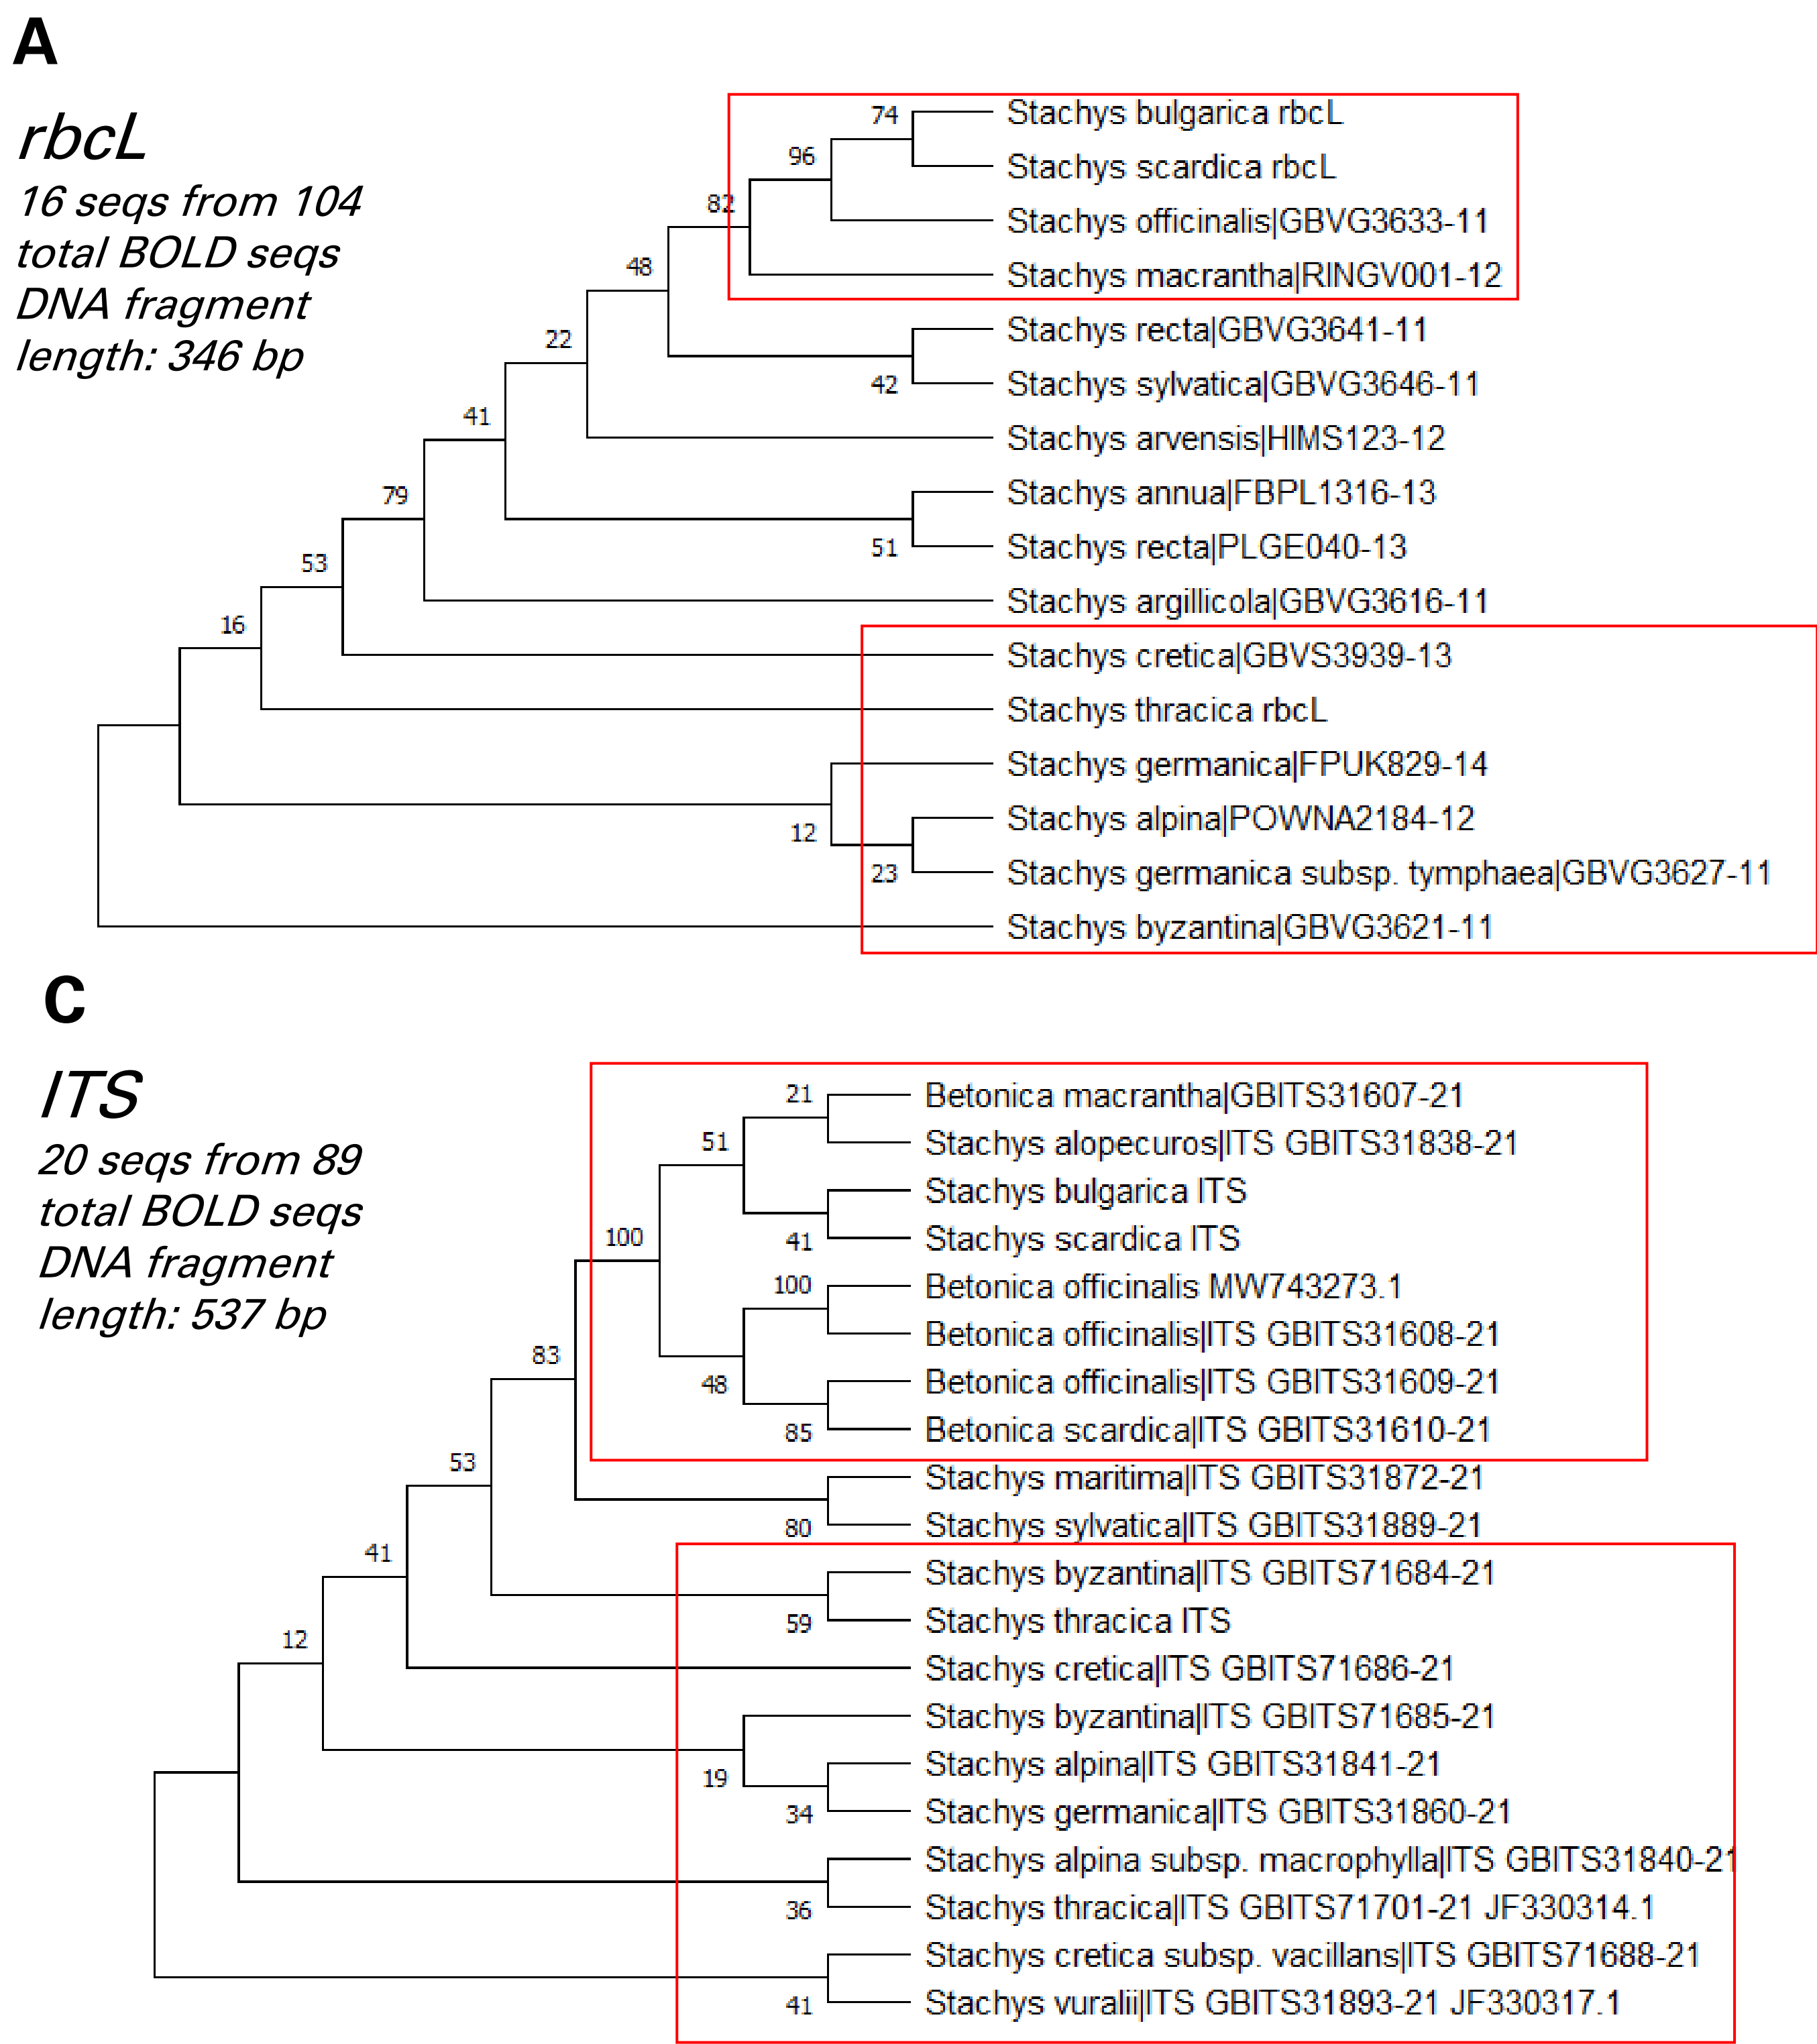 A
rbcL
16 seqs from 104
total BOLD seqs
DNA fragment
length: 346 bp
74
Stachys bulgarica rbcL
96
Stachys scardica rbcL
82
Stachys officinalis|GBVG3633-11
48
Stachys macrantha|RINGV001-12
22
Stachys recta|GBVG3641-11
42
Stachys sylvatica|GBVG3646-11
41
Stachys arvensis|HIMS123-12
79
Stachys annua|FBPL1316-13
51
Stachys recta|PLGE040-13
53
Stachys argillicola|GBVG3616-11
16
Stachys cretica|GBVS3939-13
Stachys thracica rbcL
Stachys germanica|FPUK829-14
12
Stachys alpina|POWNA2184-12
23
Stachys germanica subsp. tymphaea|GBVG3627-11
Stachys byzantina|GBVG3621-11
C
ITS
20 seqs from 89
total BOLD seqs
DNA fragment
length: 537 bp
21
Betonica macrantha|GBITS31607-21
51
Stachys alopecuros|ITS GBITS31838-21
Stachys bulgarica ITS
100
41
Stachys scardica ITS
100
Betonica officinalis MW743273.1
Betonica officinalis|ITS GBITS31608-21
83
48
Betonica officinalis|ITS GBITS31609-21
85
Betonica scardica|ITS GBITS31610-21
53
Stachys maritima|ITS GBITS31872-21
80
Stachys sylvatica|ITS GBITS31889-21
41
Stachys byzantina|ITS GBITS71684-21
59
Stachys thracica ITS
12
Stachys cretica|ITS GBITS71686-21
Stachys byzantina|ITS GBITS71685-21
19
Stachys alpina|ITS GBITS31841-21
34
Stachys germanica|ITS GBITS31860-21
Stachys alpina subsp. macrophylla|ITS GBITS31840-21
36
Stachys thracica|ITS GBITS71701-21 JF330314.1
Stachys cretica subsp. vacillans|ITS GBITS71688-21
41
Stachys vuralii|ITS GBITS31893-21 JF330317.1